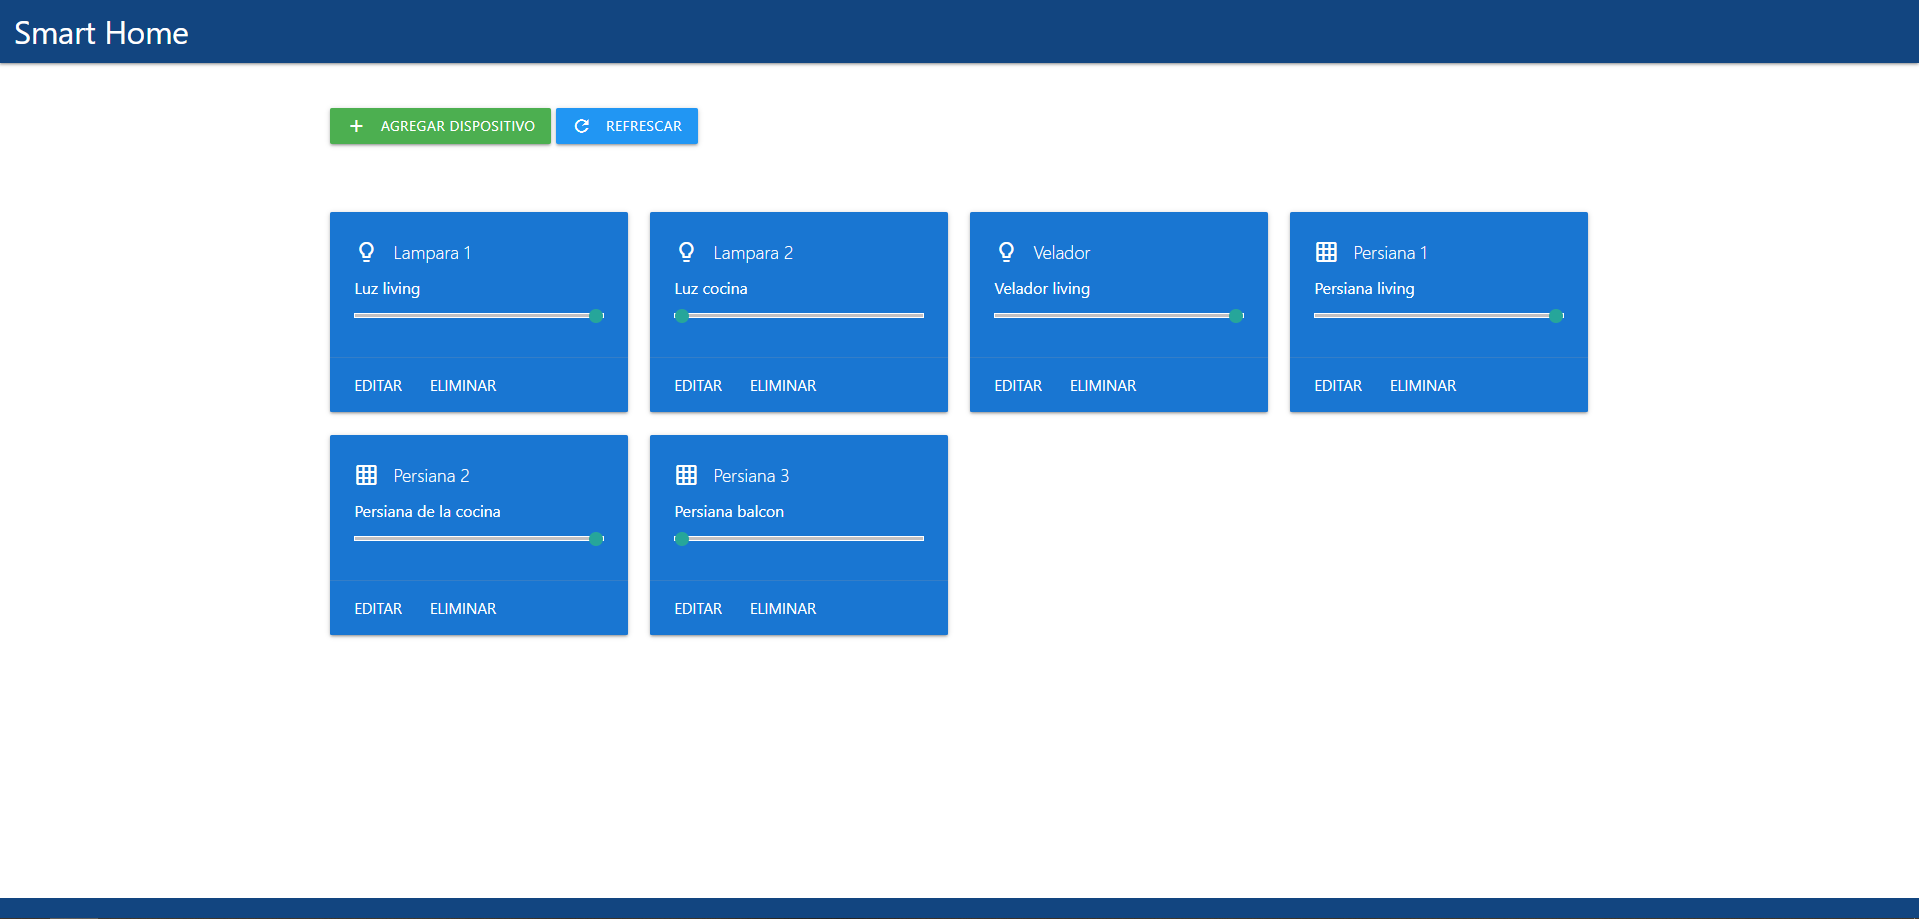 Smart Home
AGREGAR DISPOSITIVO REFRESCAR
Lampara 1
Luz living
EDITAR ELIMINAR
Lampara 2
Luz cocina
EDITAR ELIMINAR
Velador
Velador living
EDITAR ELIMINAR
Persiana 1
Persiana living
EDITAR ELIMINAR
Persiana 2
Persiana de la cocina
EDITAR ELIMINAR
Persiana 3
Persiana balcon
EDITAR ELIMINAR